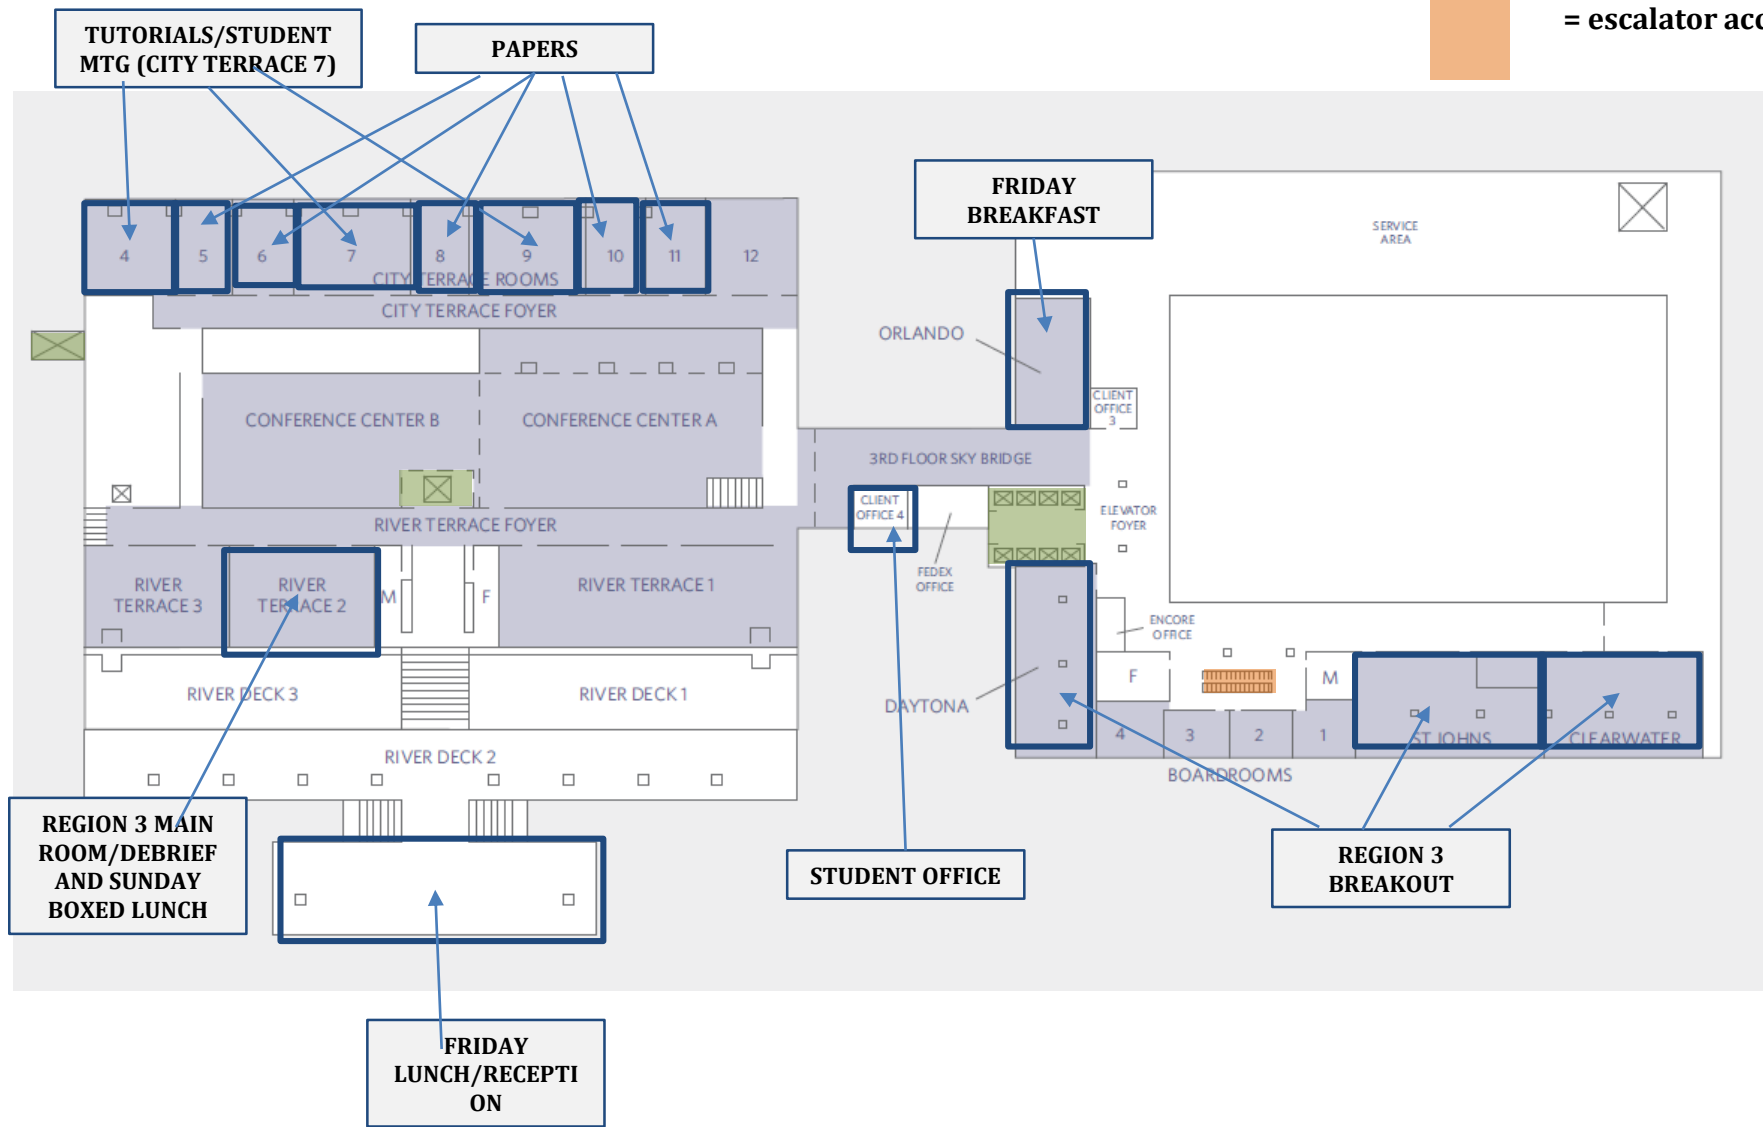 = escalator acc
TUTORIALS/STUDENT
MTG (CITY TERRACE 7)
PAPERS
FRIDAY
BREAKFAST
SERVICE
AREA
4
5
6
7
8
9
10
11
12
CITY TERRACE ROOMS
CITY TERRACE FOYER
ORLANDO
CLIENT
OFFICE
3
CONFERENCE CENTER B
CONFERENCE CENTER A
3RD FLOOR SKY BRIDGE
CLIENT
OFFICE 4
ELEVATOR
FOYER
RIVER TERRACE FOYER
FEDEX
OFFICE
RIVER
TERRACE 3
RIVER
TERRACE 2
M
F
RIVER TERRACE 1
ENCORE
OFFICE
F
M
RIVER DECK 3
RIVER DECK 1
DAYTONA
4
3
2
1
ST JOHNS
CLEARWATER
BOARDROOMS
RIVER DECK 2
REGION 3 MAIN
ROOM/DEBRIEF
AND SUNDAY
BOXED LUNCH
STUDENT OFFICE
REGION 3
BREAKOUT
FRIDAY
LUNCH/RECEPTI
ON